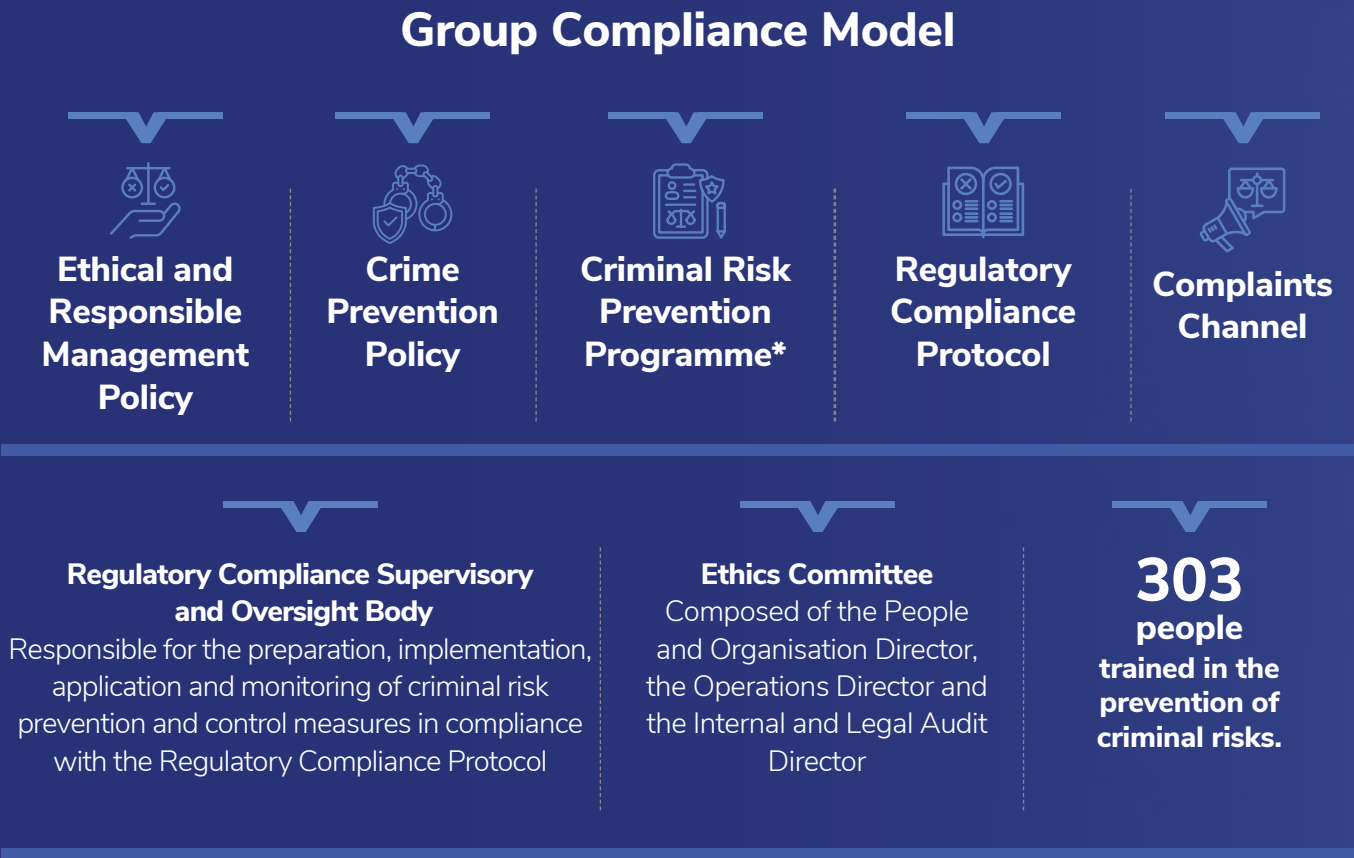 Group Compliance Model
Ethical and
Responsible
Management
Policy
Crime
Prevention
Policy
Criminal Risk
Prevention
Programme*
Regulatory
Compliance
Protocol
Complaints
Channel
Regulatory Compliance Supervisory
and Oversight Body
Responsible for the preparation, implementation,
application and monitoring of criminal risk
prevention and control measures in compliance
with the Regulatory Compliance Protocol
Ethics Committee
Composed of the People
and Organisation Director,
the Operations Director and
the Internal and Legal Audit
Director
303
people
trained in the
prevention of
criminal risks.